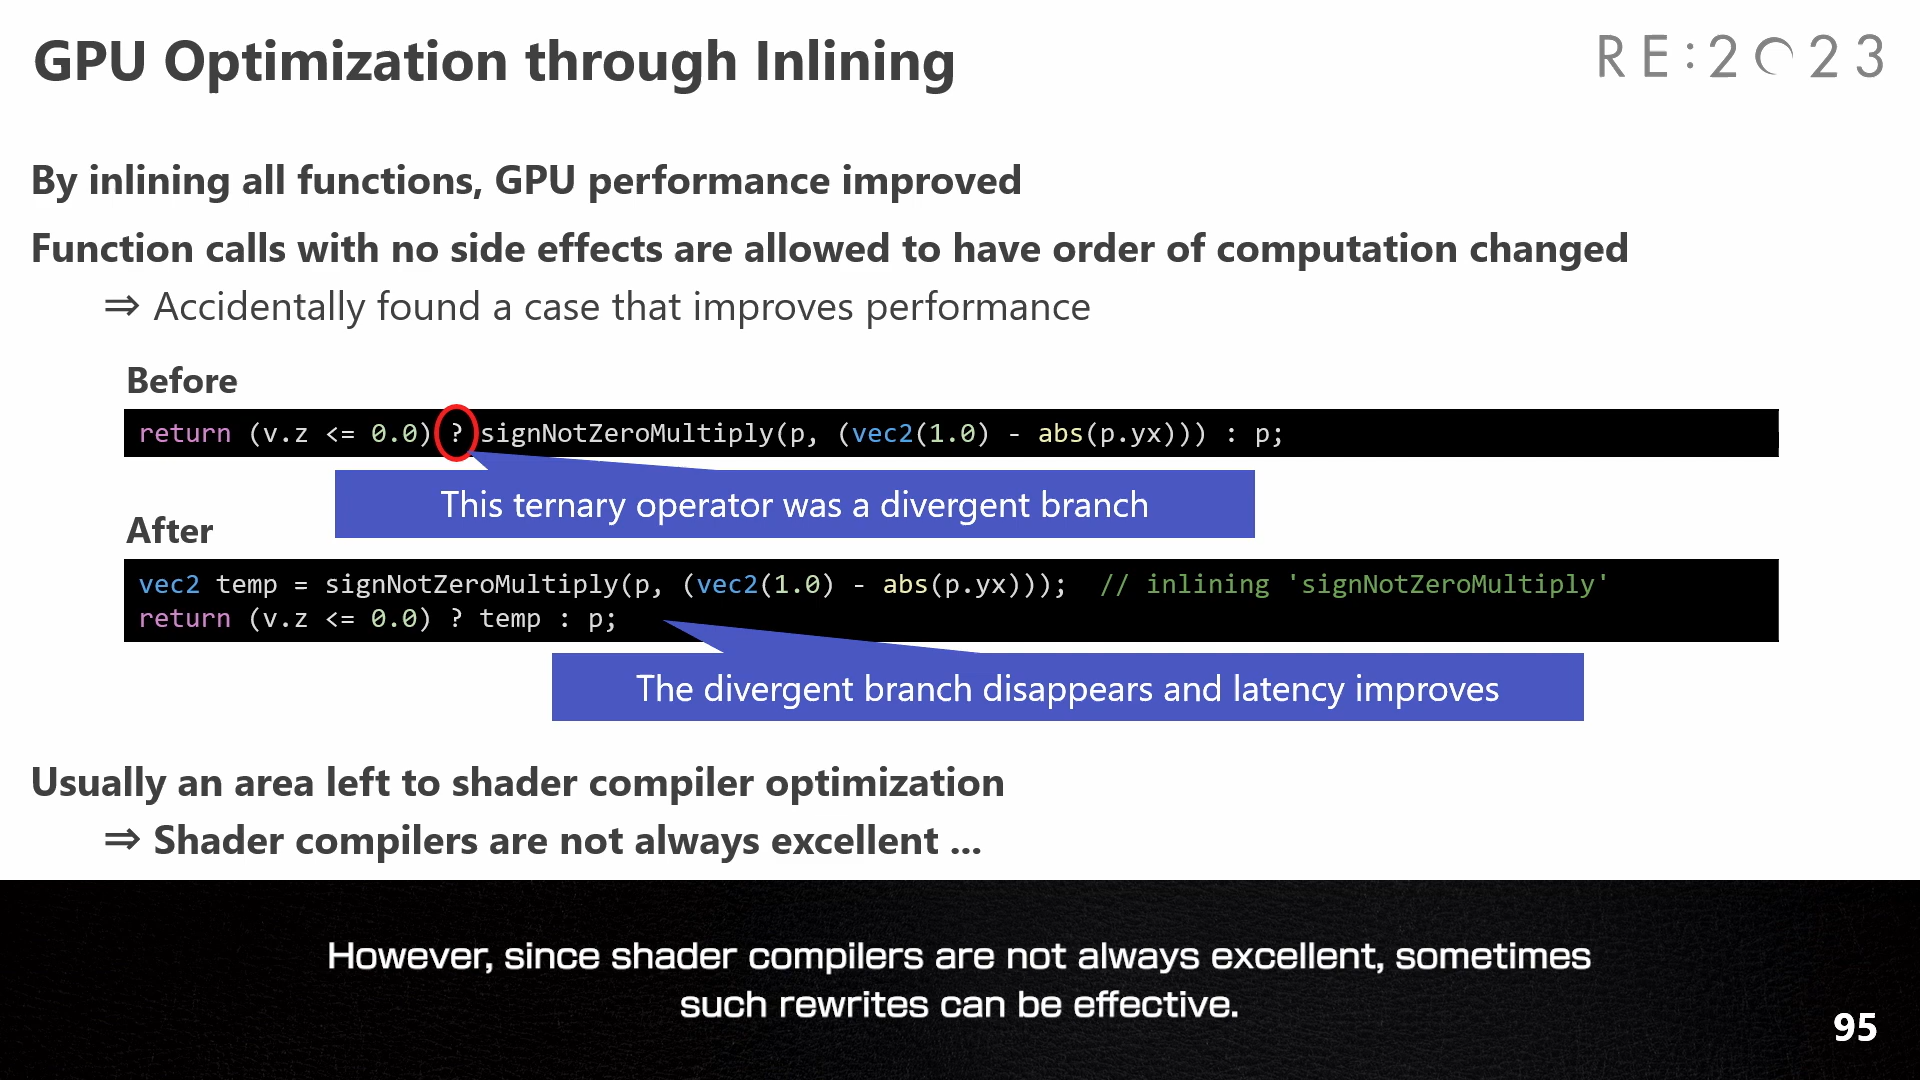 GPU Optimization through Inlining
RE:2023
By inlining all functions, GPU performance improved
Function calls with no side effects are allowed to have order of computation changed
⇒ Accidentally found a case that improves performance
Before
return (v.z <= 0.0) ? signNotZeroMultiply(p, (vec2(1.0) - abs(p.yx))) : p;
This ternary operator was a divergent branch
After
vec2 temp = signNotZeroMultiply(p, (vec2(1.0) - abs(p.yx)));  // inlining 'signNotZeroMultiply'
return (v.z <= 0.0) ? temp : p;
The divergent branch disappears and latency improves
Usually an area left to shader compiler optimization
⇒ Shader compilers are not always excellent ...
However, since shader compilers are not always excellent, sometimes
such rewrites can be effective.
95